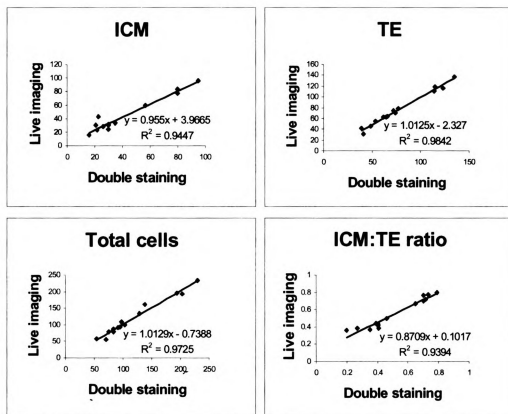 ICM
Live imaging
120
100
80
60
40
20
0
y = 0.955x + 3.9665
R² = 0.9447
0 20 40 60 80 100
Double staining
TE
Live imaging
160
140
120
100
80
60
40
20
0
y = 1.0125x - 2.327
R² = 0.9842
0 50 100 150
Double staining
Total cells
Live imaging
250
200
150
100
50
0
y = 1.0129x - 0.7388
R² = 0.9725
0 50 100 150 200 250
Double staining
ICM:TE ratio
Live imaging
1
0.8
0.6
0.4
0.2
0
y = 0.8709x + 0.1017
R² = 0.9394
0 0.2 0.4 0.6 0.8 1
Double staining